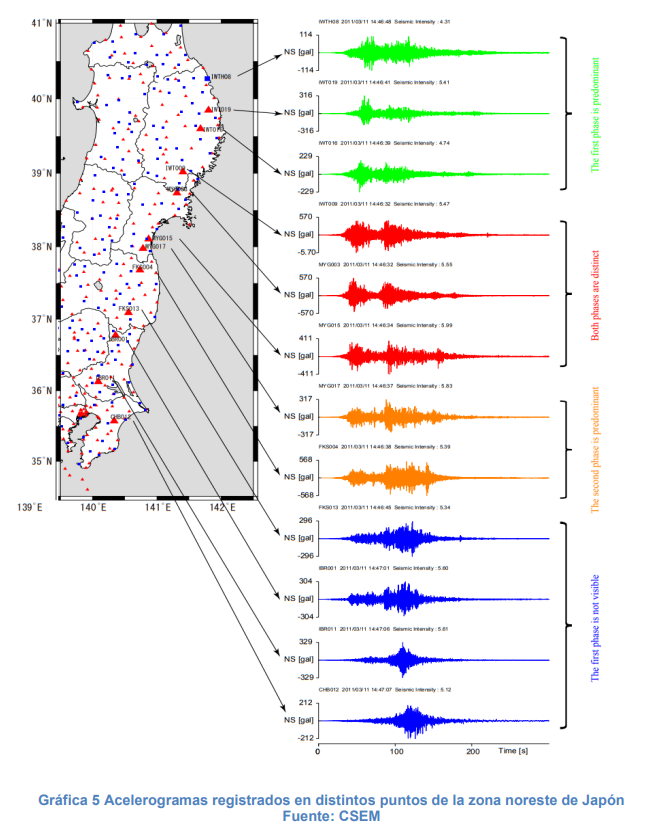 41°N
40°N
39°N
38°N
37°N
36°N
35°N
139°E
140°E
141°E
142°E
IWTH08
IWT019
IWT009
MYG015
FKS004
FKS013
CHB012
IWTH08 2011/03/11 14:46:48 Seismic Intensity : 4.31
114
NS [gal]
-114
IWT019 2011/03/11 14:46:41 Seismic Intensity : 5.41
316
NS [gal]
-316
IWT016 2011/03/11 14:46:39 Seismic Intensity : 4.74
229
NS [gal]
-229
The first phase is predominant
IWT009 2011/03/11 14:46:32 Seismic Intensity : 5.47
570
NS [gal]
-5.70
MYG003 2011/03/11 14:46:32 Seismic Intensity : 5.55
570
NS [gal]
-570
MYG015 2011/03/11 14:46:34 Seismic Intensity : 5.99
411
NS [gal]
-411
Both phases are distinct
MYG017 2011/03/11 14:46:37 Seismic Intensity : 5.83
317
NS [gal]
-317
FKS004 2011/03/11 14:46:38 Seismic Intensity : 5.39
568
NS [gal]
-568
The second phase is predominant
FKS013 2011/03/11 14:46:45 Seismic Intensity : 5.34
296
NS [gal]
-296
IBR001 2011/03/11 14:47:01 Seismic Intensity : 5.60
304
NS [gal]
-304
IBR011 2011/03/11 14:47:06 Seismic Intensity : 5.61
329
NS [gal]
-329
CHB012 2011/03/11 14:47:07 Seismic Intensity : 5.12
212
NS [gal]
-212
The first phase is not visible
0
100
200
Time [s]
Gráfica 5 Acelerogramas registrados en distintos puntos de la zona noreste de Japón
Fuente: CSEM